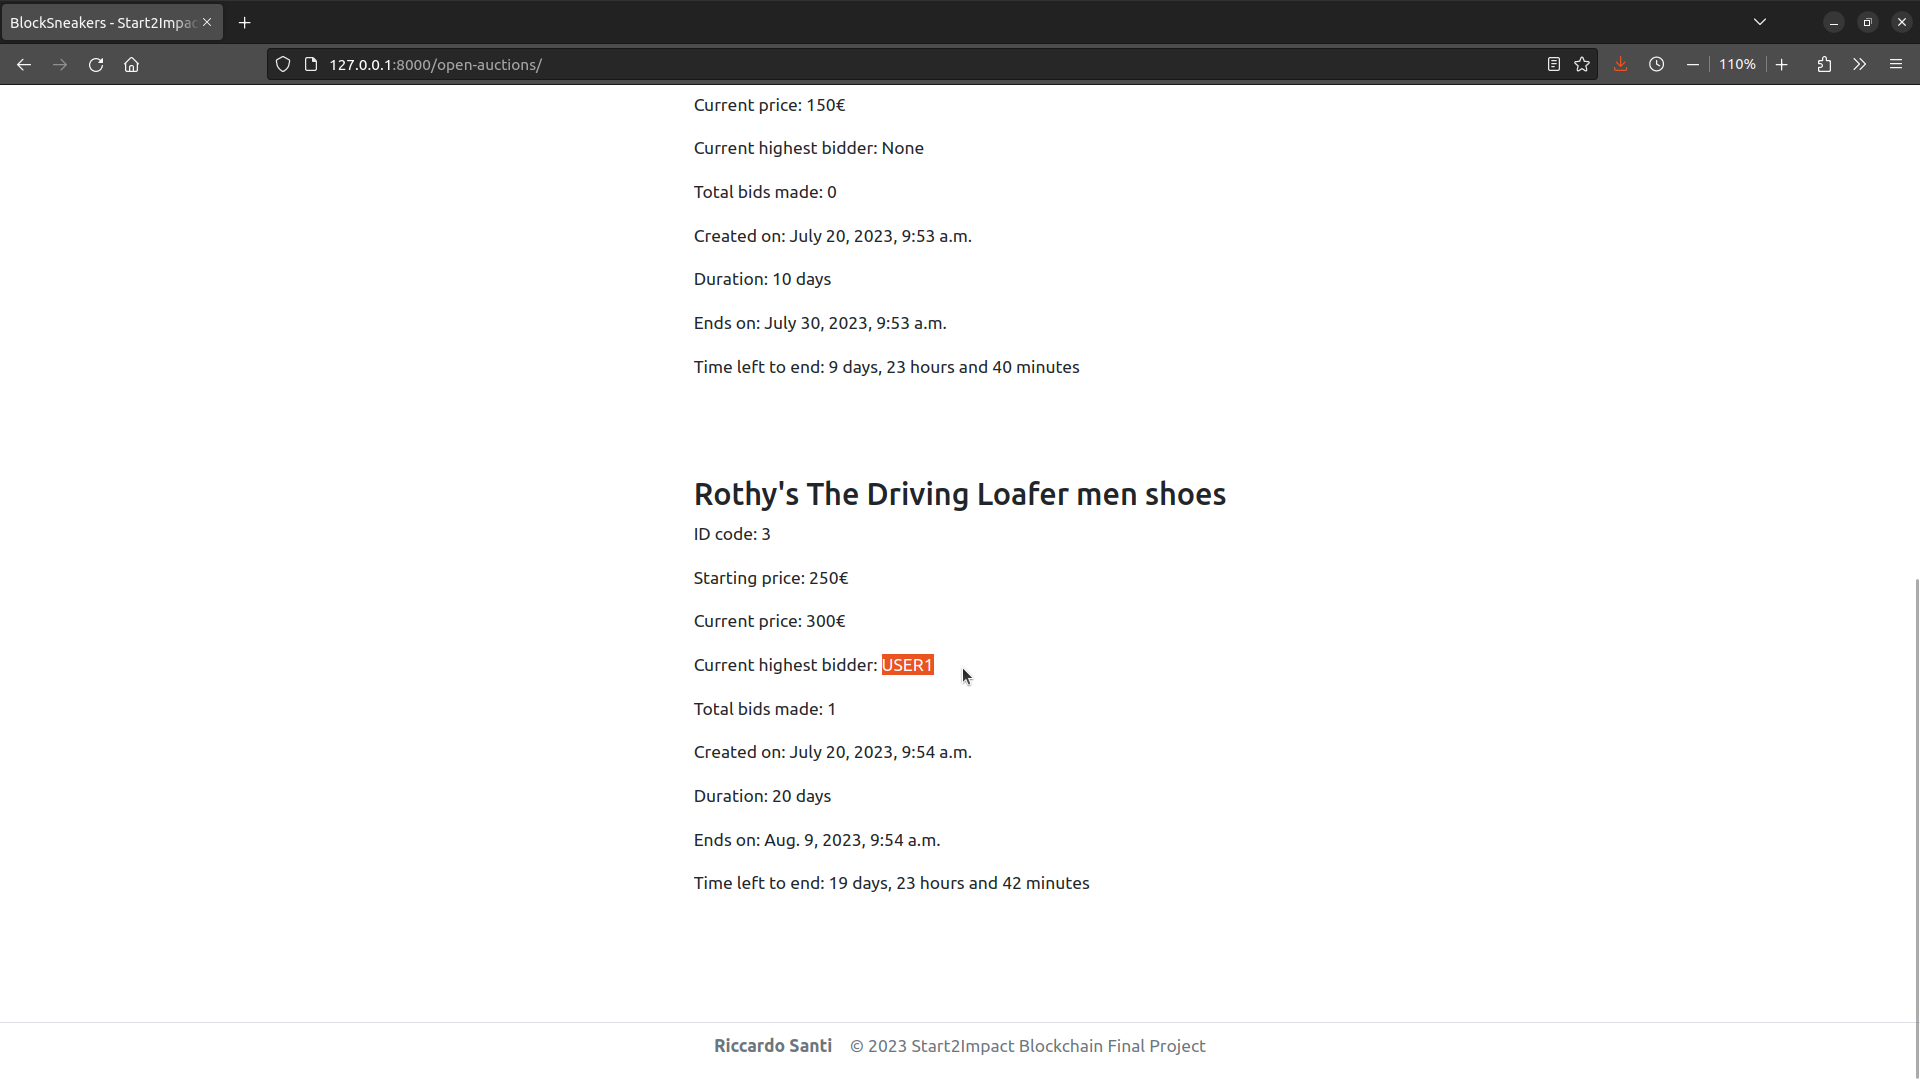 BlockSneakers - Start2Impac
127.0.0.1:8000/open-auctions/
110%
Current price: 150€
Current highest bidder: None
Total bids made: 0
Created on: July 20, 2023, 9:53 a.m.
Duration: 10 days
Ends on: July 30, 2023, 9:53 a.m.
Time left to end: 9 days, 23 hours and 40 minutes
Rothy's The Driving Loafer men shoes
ID code: 3
Starting price: 250€
Current price: 300€
Current highest bidder: USER1
Total bids made: 1
Created on: July 20, 2023, 9:54 a.m.
Duration: 20 days
Ends on: Aug. 9, 2023, 9:54 a.m.
Time left to end: 19 days, 23 hours and 42 minutes
Riccardo Santi © 2023 Start2Impact Blockchain Final Project